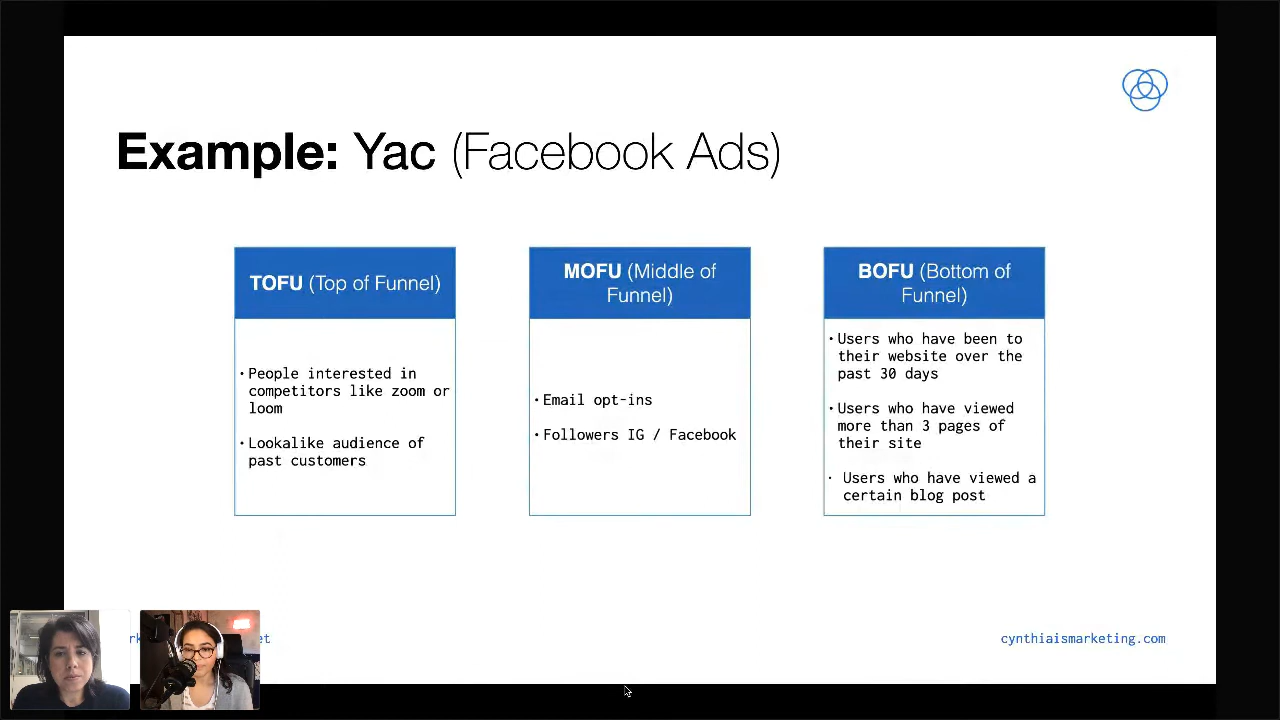 Example: Yac (Facebook Ads)
TOFU (Top of Funnel)
• People interested in
competitors like zoom or
loom
• Lookalike audience of
past customers
MOFU (Middle of
Funnel)
• Email opt-ins
• Followers IG / Facebook
BOFU (Bottom of
Funnel)
• Users who have been to
their website over the
past 30 days
• Users who have viewed
more than 3 pages of
their site
• Users who have viewed a
certain blog post
cynthiaismarketing.com